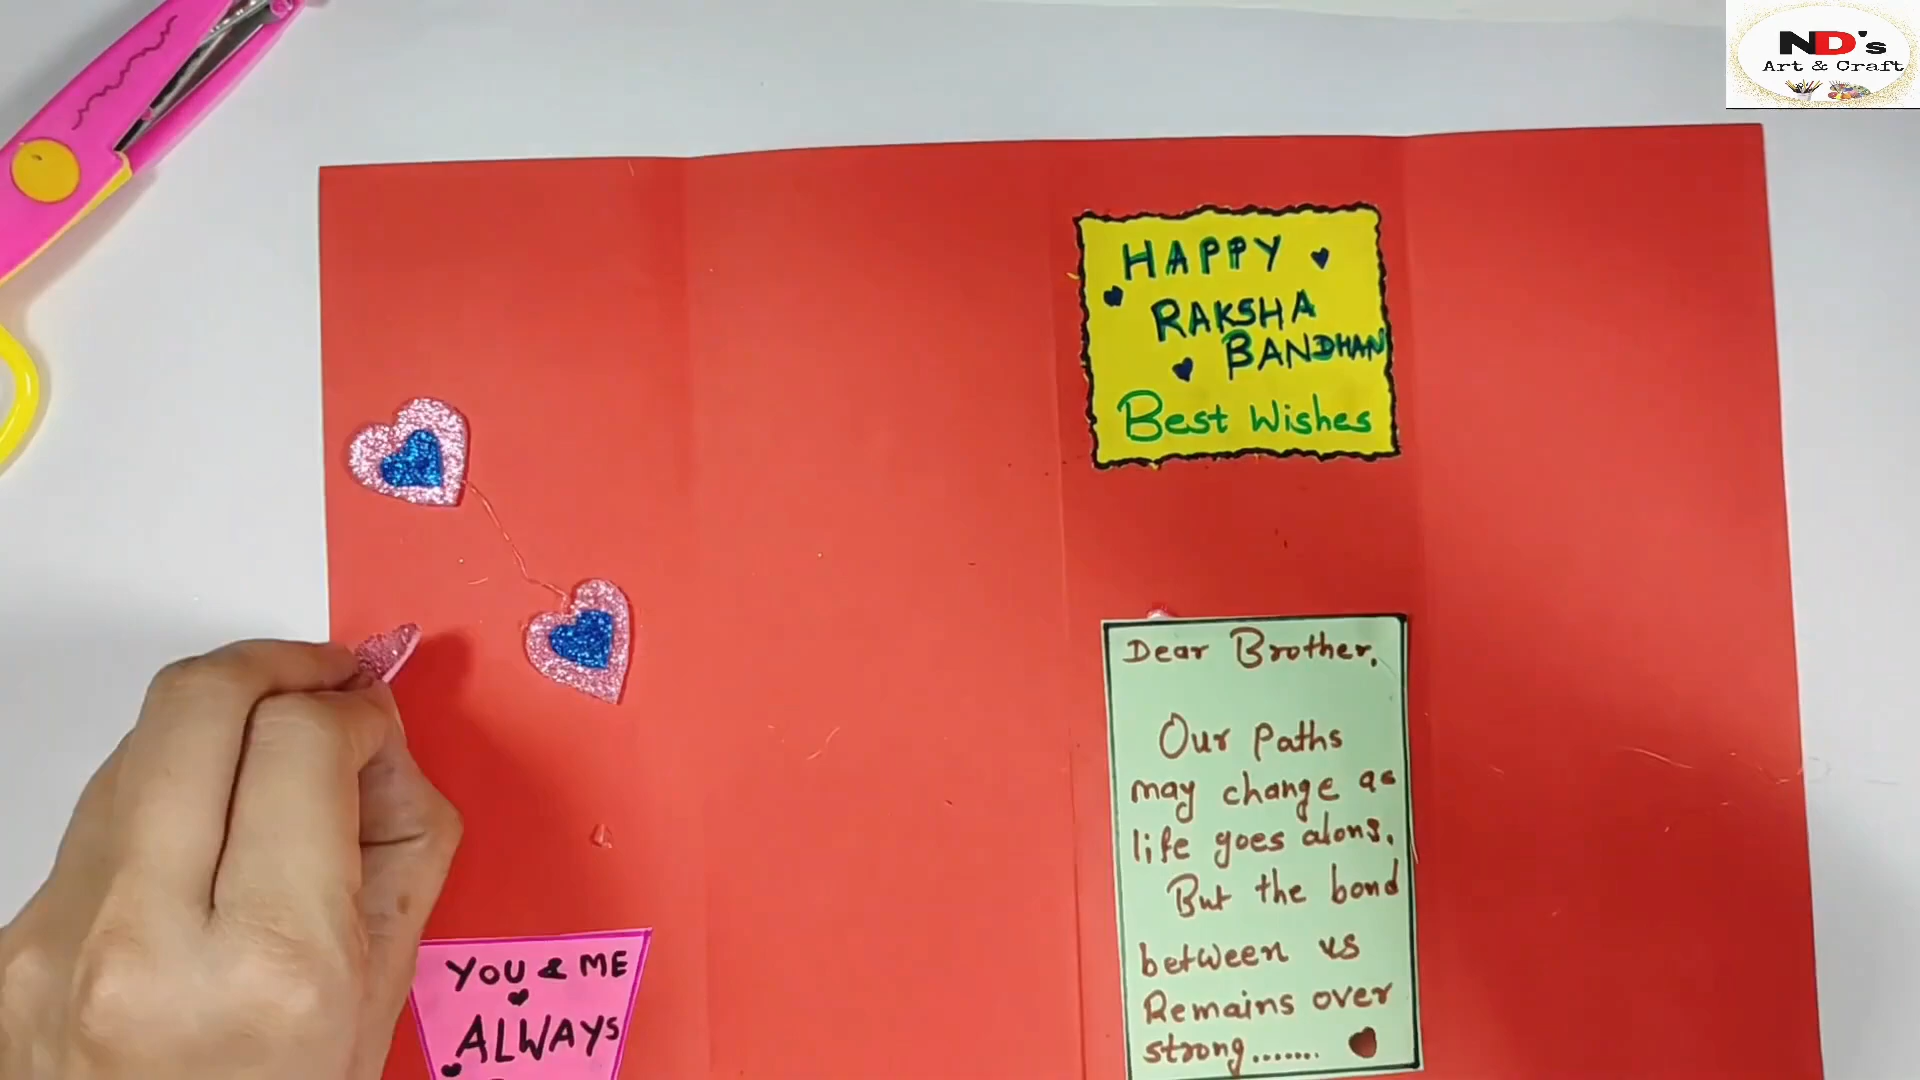 ND's
Art & Craft
HAPPY
RAKSHA
BANDHAN
Best Wishes
Dear Brother,
Our paths
may change as
life goes along.
But the bond
between us
Remains over
strong.......
YOU & ME
ALWAYS